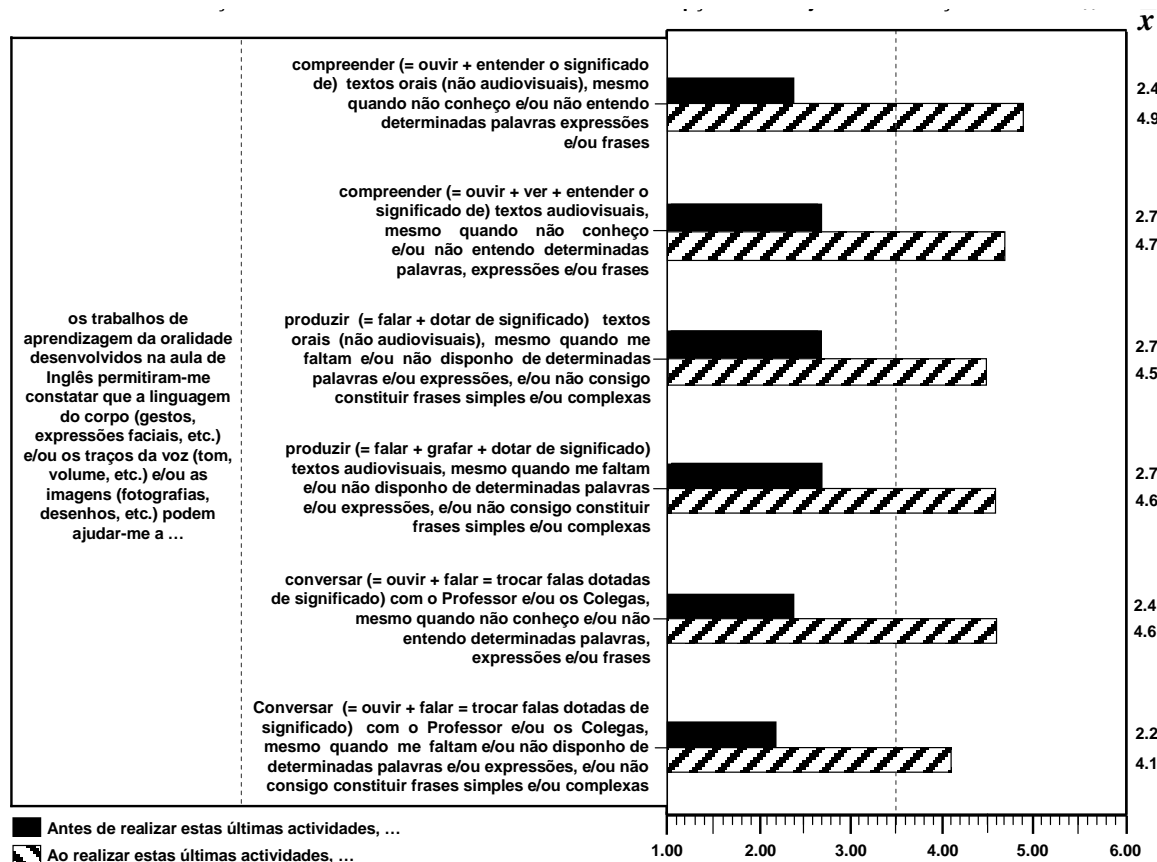 x
compreender (= ouvir + entender o significado
de) textos orais (não audiovisuais), mesmo
quando não conheço e/ou não entendo
determinadas palavras expressões
e/ou frases
2.4
4.9
compreender (= ouvir + ver + entender o
significado de) textos audiovisuais,
mesmo quando não conheço
e/ou não entendo determinadas
palavras, expressões e/ou frases
2.7
4.7
os trabalhos de
aprendizagem da oralidade
desenvolvidos na aula de
Inglês permitiram-me
constatar que a linguagem
do corpo (gestos,
expressões faciais, etc.)
e/ou os traços da voz (tom,
volume, etc.) e/ou as
imagens (fotografias,
desenhos, etc.) podem
ajudar-me a ...
produzir (= falar + dotar de significado) textos
orais (não audiovisuais), mesmo quando me
faltam e/ou não disponho de determinadas
palavras e/ou expressões, e/ou não consigo
constituir frases simples e/ou complexas
2.7
4.5
produzir (= falar + grafar + dotar de significado)
textos audiovisuais, mesmo quando me faltam
e/ou não disponho de determinadas palavras
e/ou expressões, e/ou não consigo constituir
frases simples e/ou complexas
2.7
4.6
conversar (= ouvir + falar = trocar falas dotadas
de significado) com o Professor e/ou os Colegas,
mesmo quando não conheço e/ou não
entendo determinadas palavras,
expressões e/ou frases
2.4
4.6
Conversar (= ouvir + falar = trocar falas dotadas de
significado) com o Professor e/ou os Colegas,
mesmo quando me faltam e/ou não disponho de
determinadas palavras e/ou expressões, e/ou não
consigo constituir frases simples e/ou complexas
2.2
4.1
Antes de realizar estas últimas actividades, ...
Ao realizar estas últimas actividades, ...
1.00 2.00 3.00 4.00 5.00 6.00